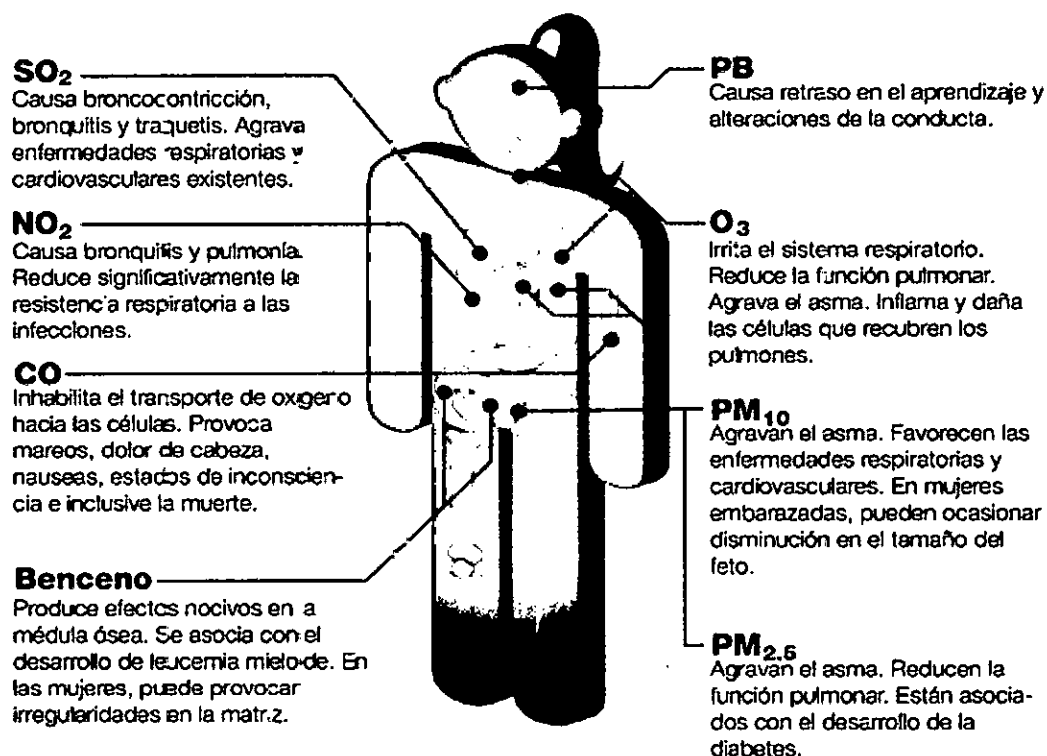 SO₂
Causa broncocontricción,
bronquitis y traquetis. Agrava
enfermedades respiratorias y
cardiovasculares existentes.
NO₂
Causa bronquitis y pulmonía.
Reduce significativamente la
resistencia respiratoria a las
infecciones.
CO
Inhabilita el transporte de oxigeno
hacia las células. Provoca
mareos, dolor de cabeza,
nauseas, estados de inconscien-
cia e inclusive la muerte.
Benceno
Produce efectos nocivos en a
médula ósea. Se asocia con el
desarrollo de leucemia mieloide. En
las mujeres, puede provocar
irregularidades en la matriz.
PB
Causa retraso en el aprendizaje y
alteraciones de la conducta.
O₃
Irrita el sistema respiratorio.
Reduce la función pulmonar.
Agrava el asma. Inflama y daña
las células que recubren los
pulmones.
PM₁₀
Agravan el asma. Favorecen las
enfermedades respiratorias y
cardiovasculares. En mujeres
embarazadas, pueden ocasionar
disminución en el tamaño del
feto.
PM₂.₅
Agravan el asma. Reducen la
función pulmonar. Están asocia-
dos con el desarrollo de la
diabetes.